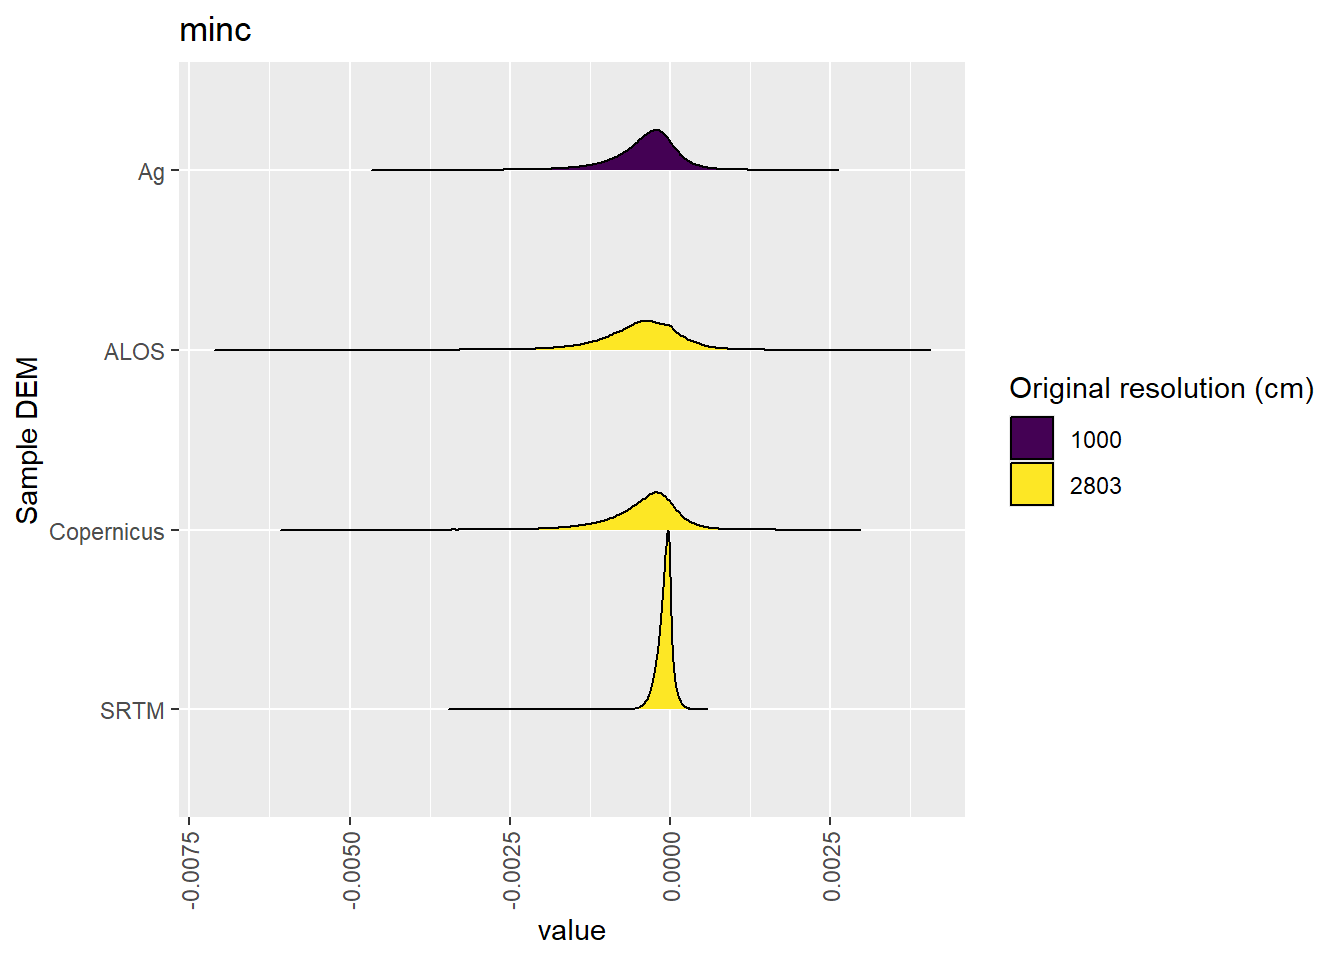 minc
Ag
ALOS
Copernicus
SRTM
Sample DEM
-0.0075
-0.0050
-0.0025
0.0000
0.0025
value
Original resolution (cm)
1000
2803